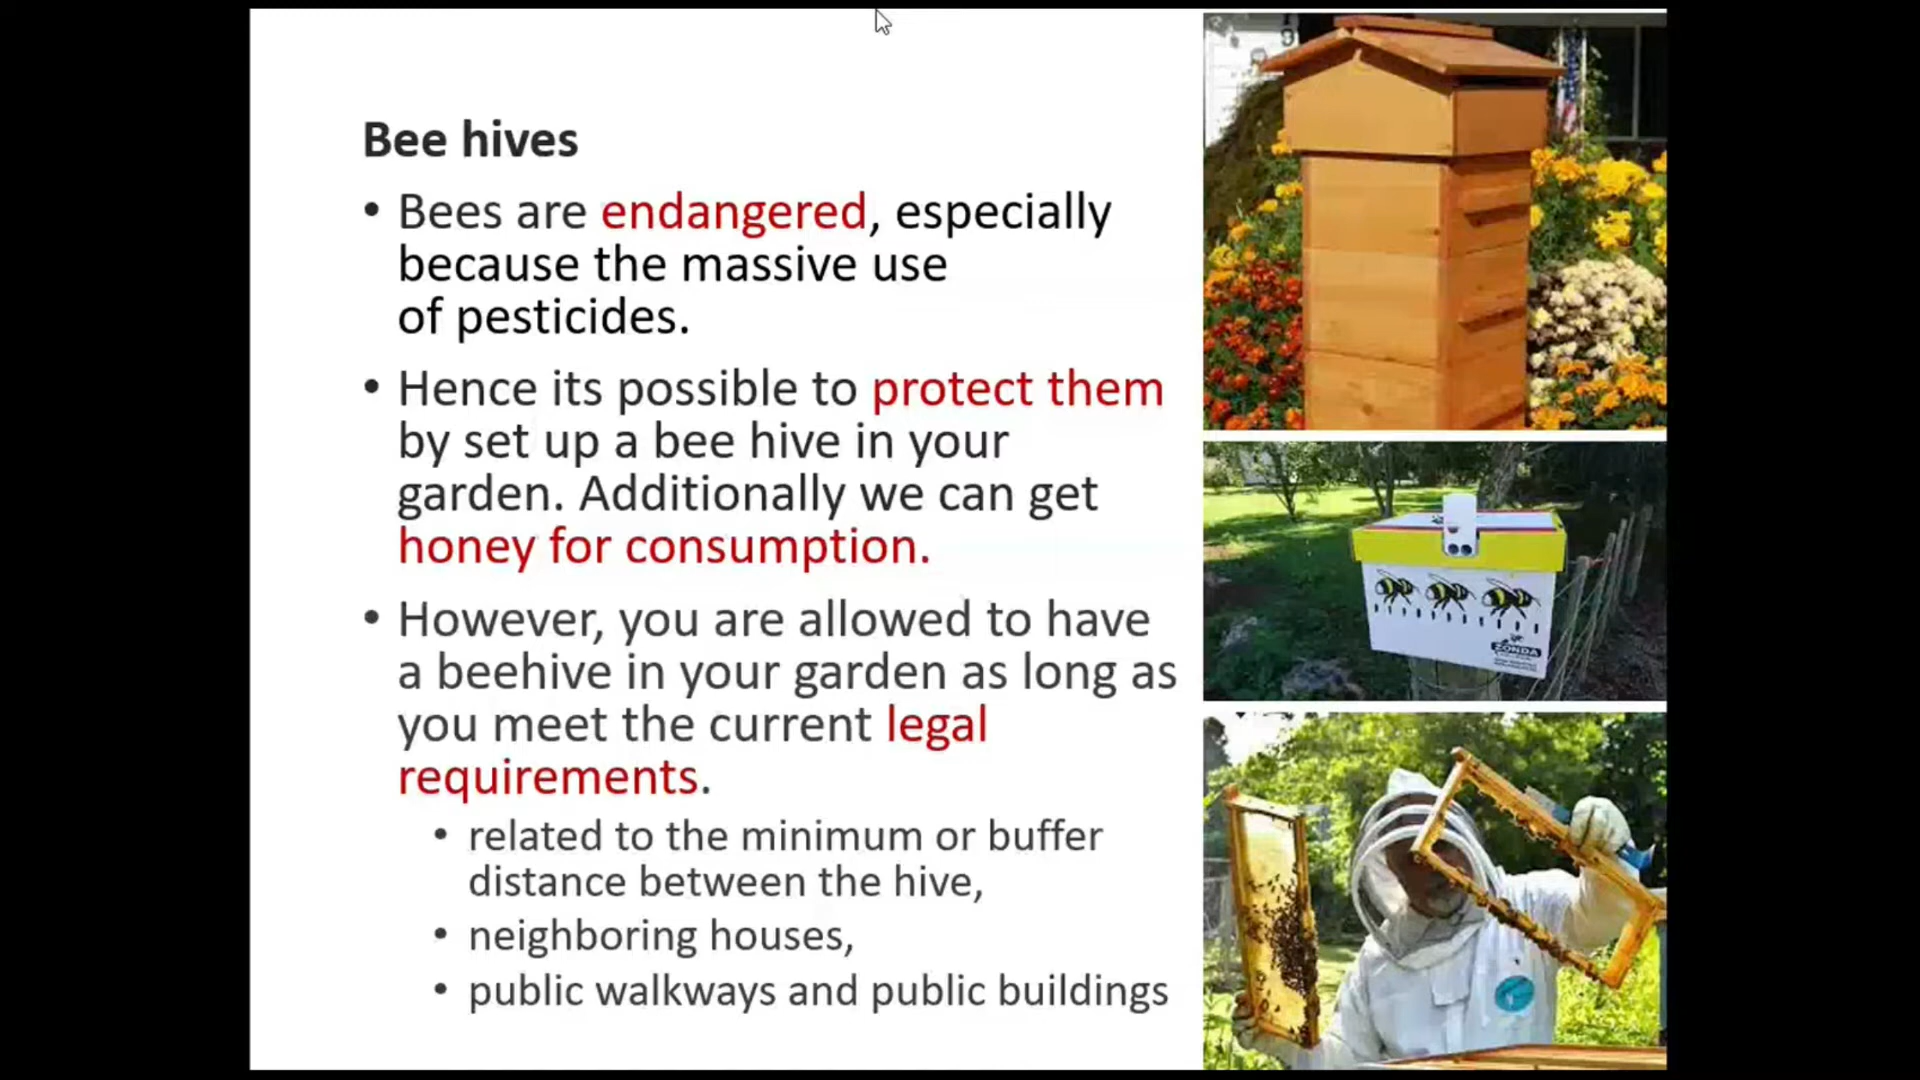 Bee hives
• Bees are endangered, especially
because the massive use
of pesticides.
• Hence its possible to protect them
by set up a bee hive in your
garden. Additionally we can get
honey for consumption.
• However, you are allowed to have
a beehive in your garden as long as
you meet the current legal
requirements.
• related to the minimum or buffer
distance between the hive,
• neighboring houses,
• public walkways and public buildings
ZONDA